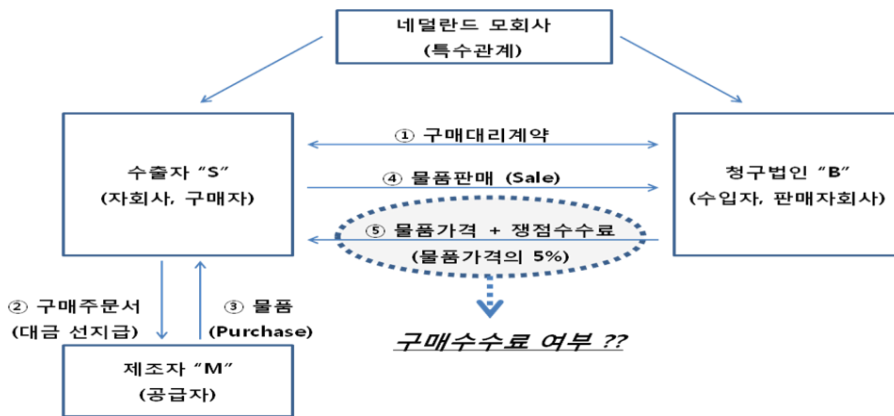 네덜란드 모회사
(특수관계)
① 구매대리계약
수출자 “S”
(자회사, 구매자)
④ 물품판매 (Sale)
청구법인 “B”
(수입자, 판매자회사)
⑤ 물품가격 + 쟁점수수료
(물품가격의 5%)
② 구매주문서
(대금 선지급)
③ 물품
(Purchase)
구매수수료 여부 ??
제조자 “M”
(공급자)